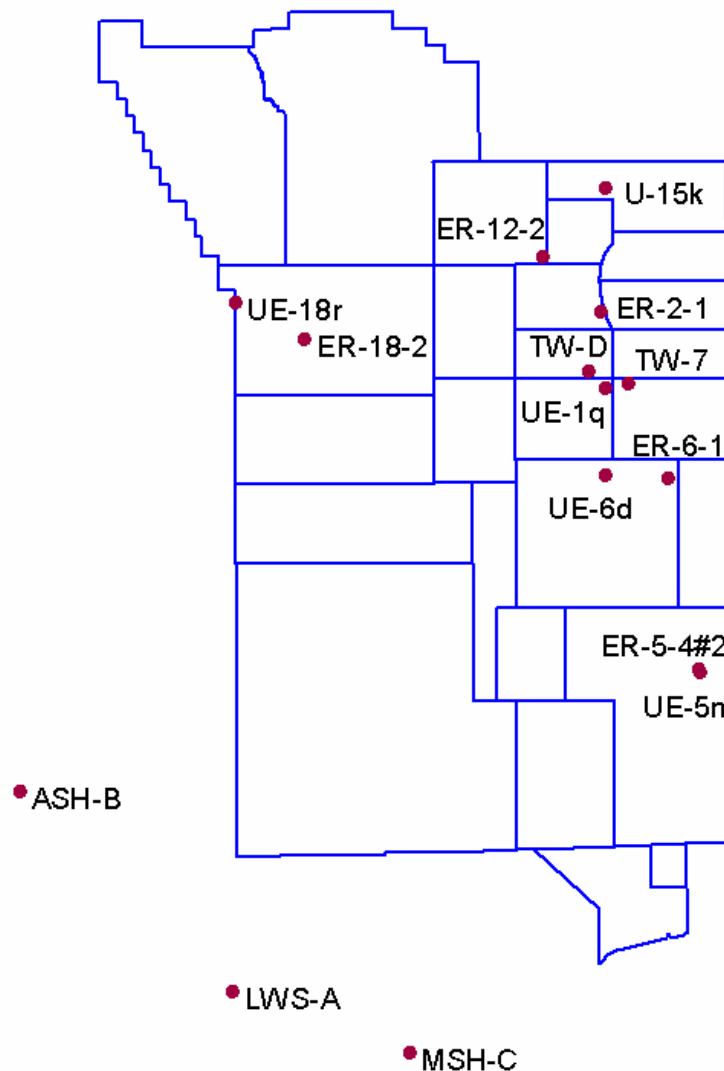 U-15k
ER-12-2
UE-18r
ER-2-1
ER-18-2
TW-D
TW-7
UE-1q
ER-6-1
UE-6d
ER-5-4#2
UE-5n
ASH-B
LWS-A
MSH-C